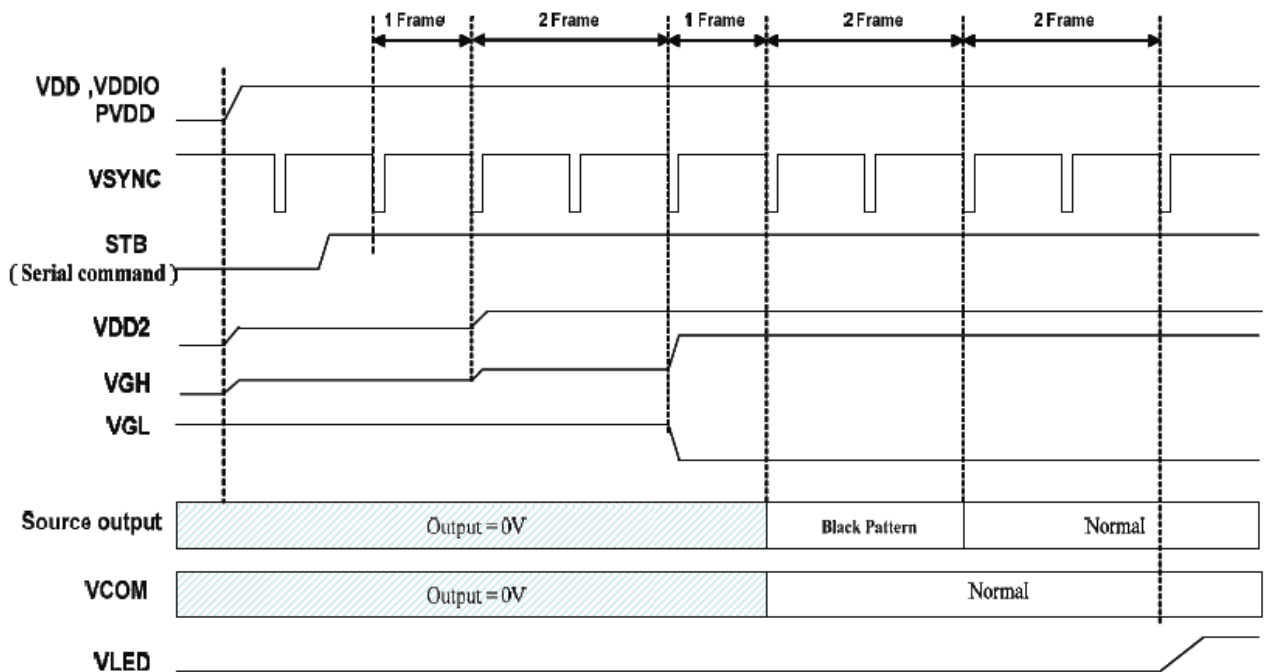 1 Frame
2 Frame
1 Frame
2 Frame
2 Frame
VDD ,VDDIO
PVDD
VSYNC
STB
( Serial command )
VDD2
VGH
VGL
Source output
Output = 0V
Black Pattern
Normal
VCOM
Output = 0V
Normal
VLED